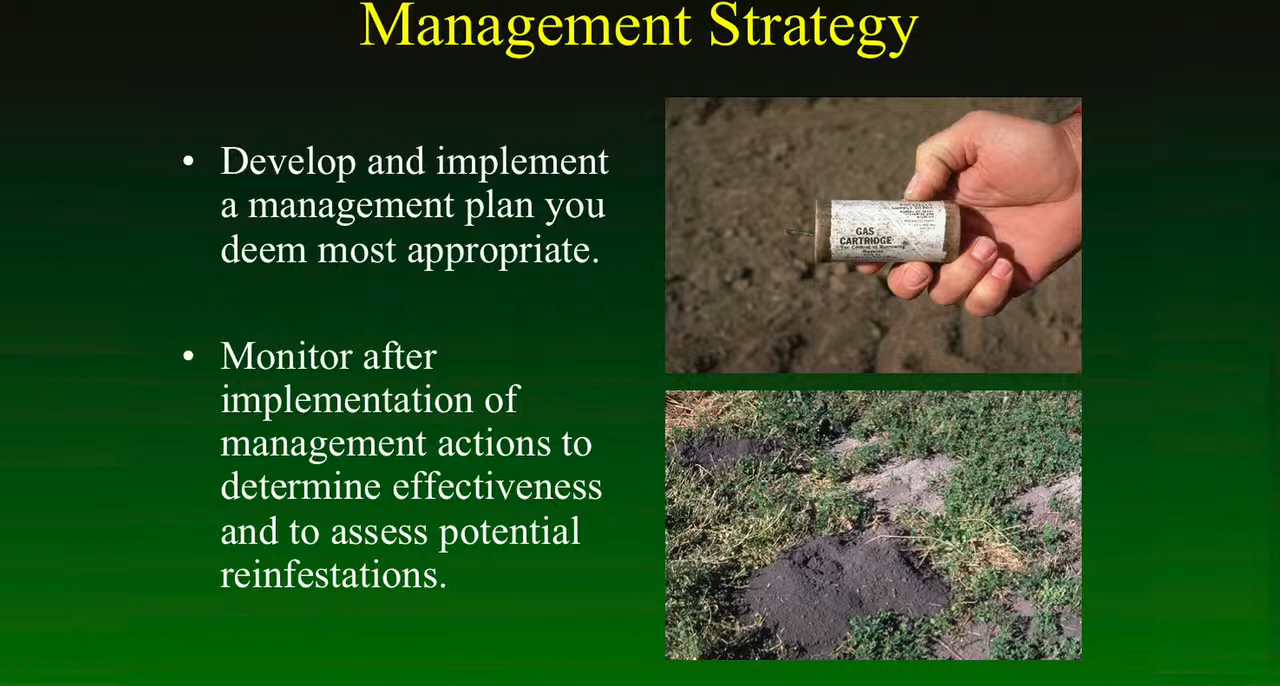 Management Strategy
• Develop and implement
a management plan you
deem most appropriate.
• Monitor after
implementation of
management actions to
determine effectiveness
and to assess potential
reinfestations.
GAS
CARTRIDGE